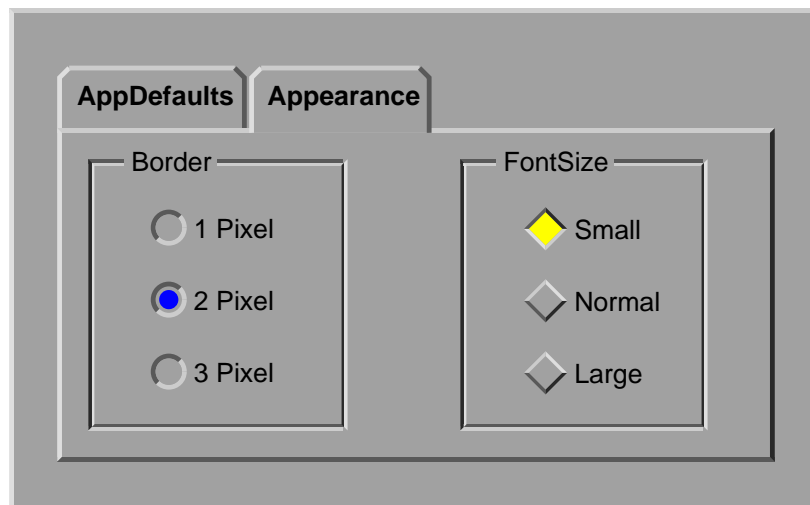 AppDefaults Appearance
Border
1 Pixel
2 Pixel
3 Pixel
FontSize
Small
Normal
Large